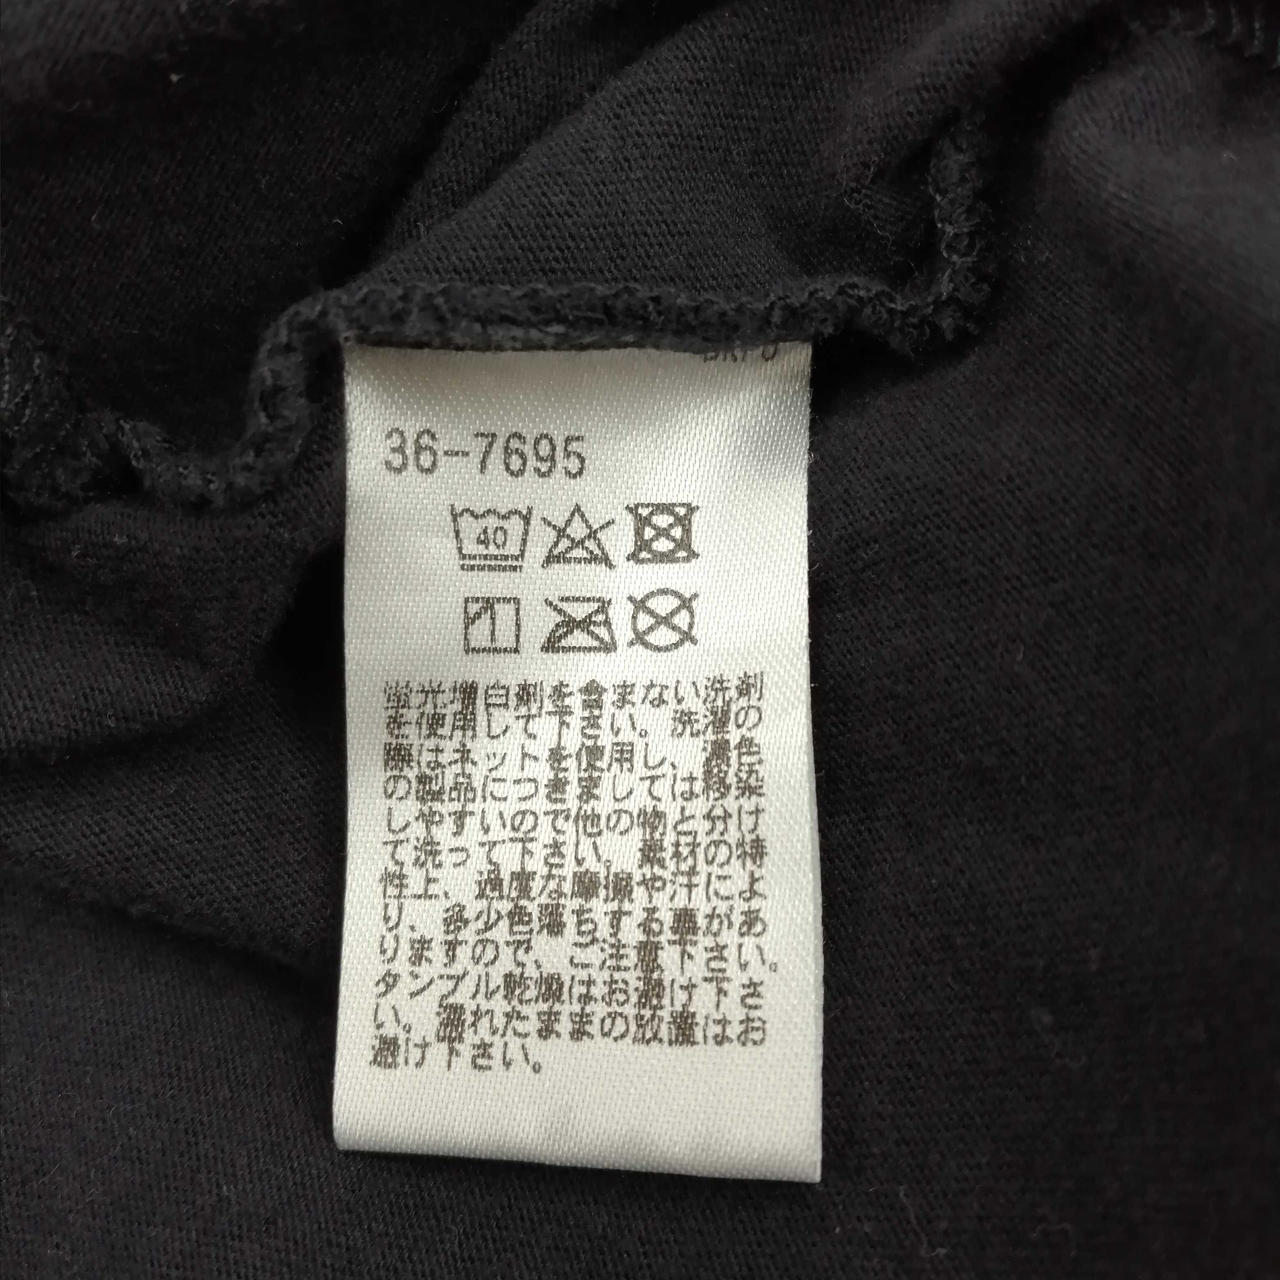 36-7695
40
蛍光増白剤を含まない洗剤
を使用して下さい。洗濯の
際はネットを使用し、濃色
の製品につきましては移染
しやすいので他の物と分け
て洗って下さい。素材の特
性上、過度な摩擦や汗によ
り、多少色落ちする事があ
りますので、ご注意下さい。
タンブル乾燥はお避け下さ
い。濡れたままの放置はお
避け下さい。